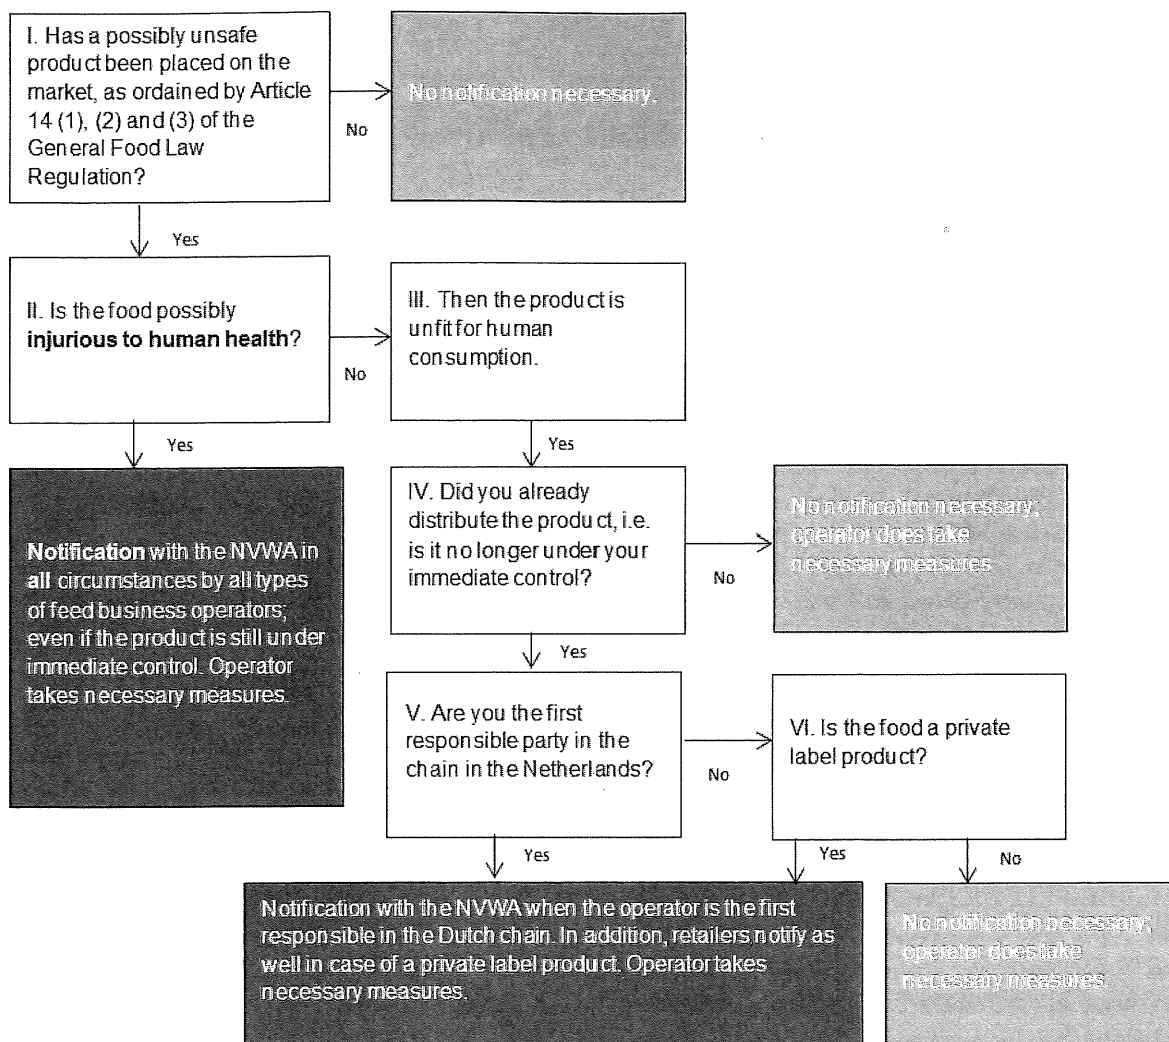 I. Has a possibly unsafe
product been placed on the
market, as ordained by Article
14 (1), (2) and (3) of the
General Food Law
Regulation?
No
No notification necessary.
Yes
II. Is the food possibly
injurious to human health?
No
III. Then the product is
unfit for human
consumption.
Yes
Yes
Notification with the NVWA in
all circumstances by all types
of feed business operators;
even if the product is still under
immediate control. Operator
takes necessary measures.
IV. Did you already
distribute the product, i.e.
is it no longer under your
immediate control?
No
No notification necessary;
operator does take
necessary measures
Yes
V. Are you the first
responsible party in the
chain in the Netherlands?
No
VI. Is the food a private
label product?
Yes
Yes
No
Notification with the NVWA when the operator is the first
responsible in the Dutch chain. In addition, retailers notify as
well in case of a private label product. Operator takes
necessary measures.
No notification necessary;
operator does take
necessary measures.